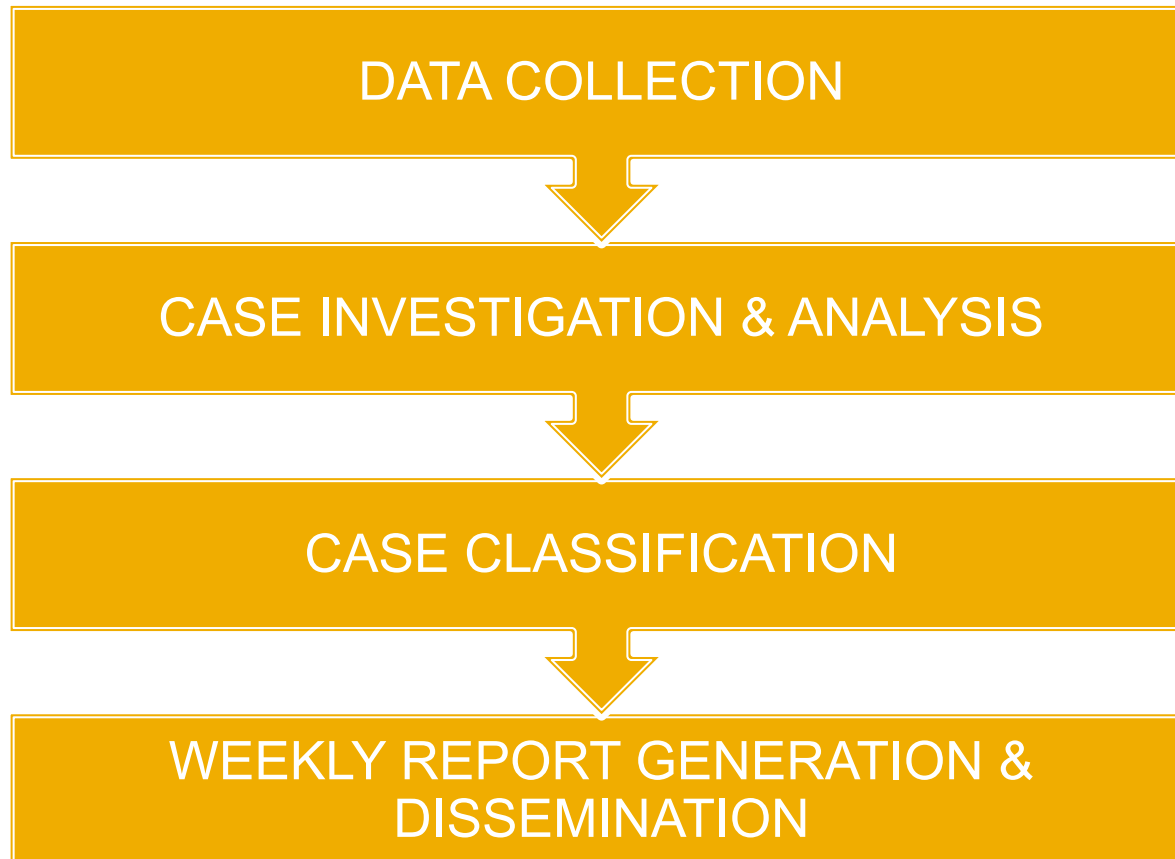 DATA COLLECTION
CASE INVESTIGATION & ANALYSIS
CASE CLASSIFICATION
WEEKLY REPORT GENERATION &
DISSEMINATION